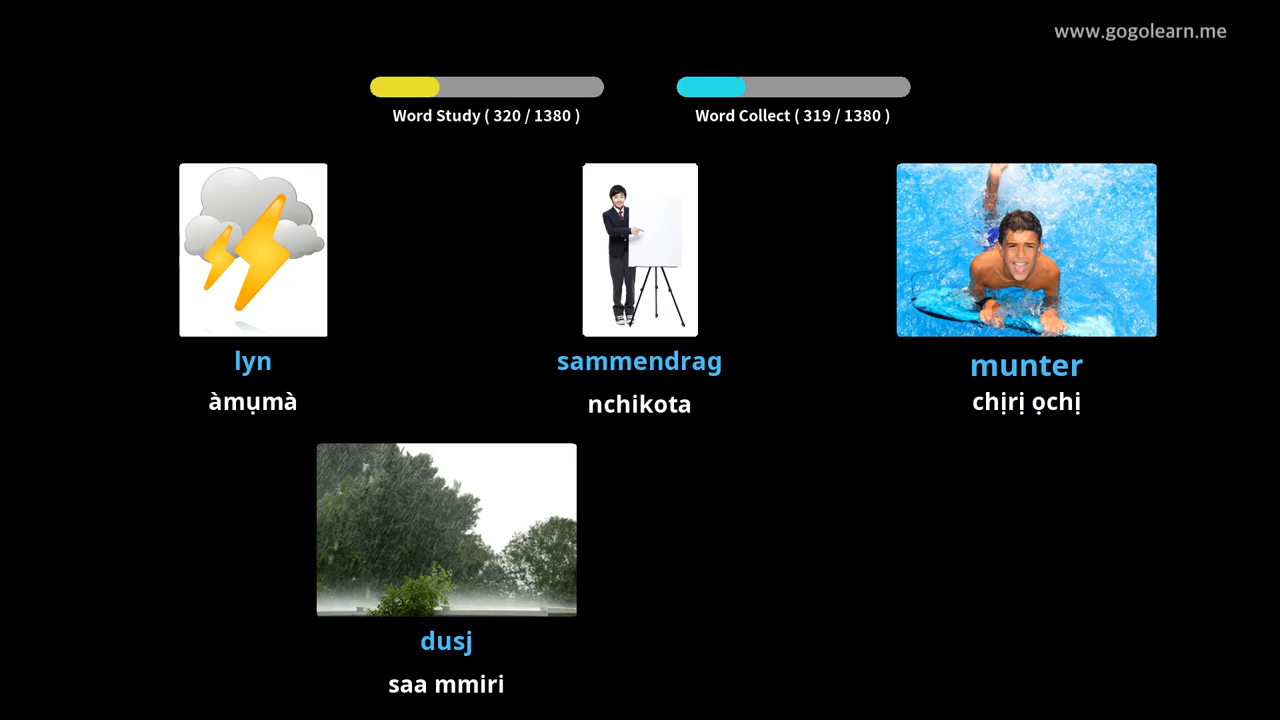 www.gogolearn.me
Word Study ( 320 / 1380 )
Word Collect ( 319 / 1380 )
lyn
sammendrag
munter
àmụmà
nchikota
chịrị ọchị
dusj
saa mmiri